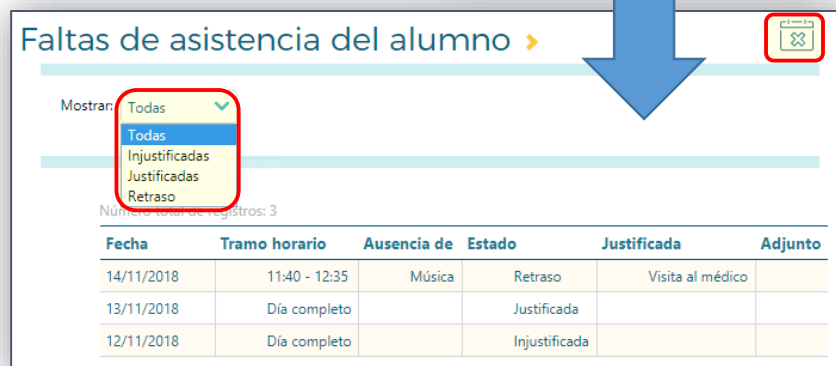 Faltas de asistencia del alumno >
Mostrar: Todas
Todas
Injustificadas
Justificadas
Retraso
Número total de registros: 3
Fecha Tramo horario Ausencia de Estado Justificada Adjunto
14/11/2018 11:40 - 12:35 Música Retraso Visita al médico
13/11/2018 Día completo Justificada
12/11/2018 Día completo Injustificada